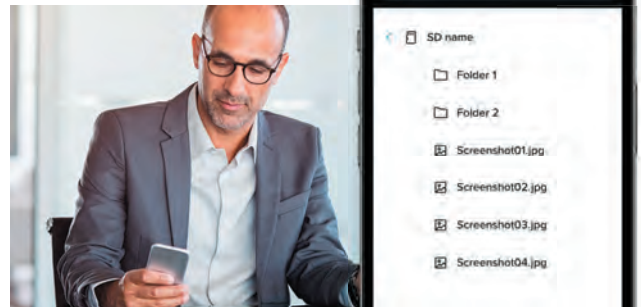 SD name
Folder 1
Folder 2
Screenshot01.jpg
Screenshot02.jpg
Screenshot03.jpg
Screenshot04.jpg